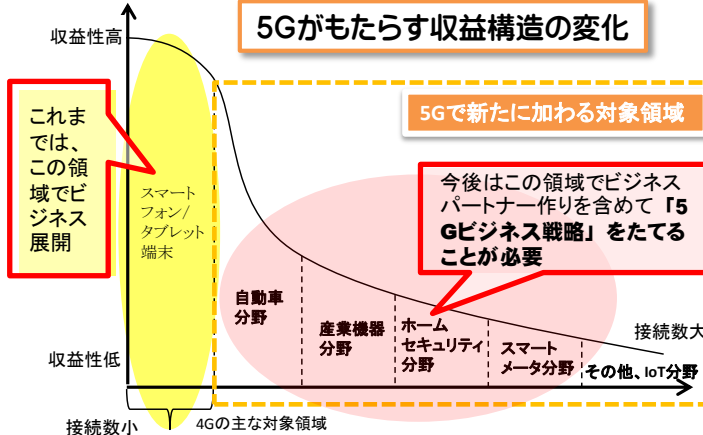 5Gがもたらす収益構造の変化
収益性高
5Gで新たに加わる対象領域
これま
では、
この領
域でビ
ジネス
展開
スマート
フォン/
タブレット
端末
今後はこの領域でビジネス
パートナー作りを含めて「5
Gビジネス戦略」をたてる
ことが必要
自動車
分野
産業機器
分野
ホーム
セキュリティ
分野
スマート
メータ分野
その他、IoT分野
接続数大
収益性低
接続数小
4Gの主な対象領域